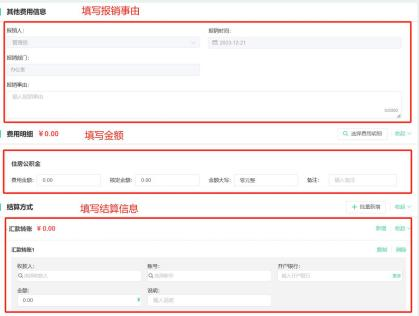 其他费用信息 填写报销事由
报销人： 报销时间：
管理员 2023-12-21
报销部门：
办公室
报销事由：
输入报销事由
费用明细 ￥0.00 填写金额 选择费用明细 收起
住房公积金
费用金额： 0.00 核定金额： 0.00 金额大写： 零元整 备注： 输入备注
结算方式 填写结算信息 + 批量新增 收起
汇款转账 ￥0.00 新增 收起
汇款转账1 复制 删除
收款人： 账号： 开户银行：
选择收款人 选择账号 输入开户银行
金额： 说明：
0.00 输入说明